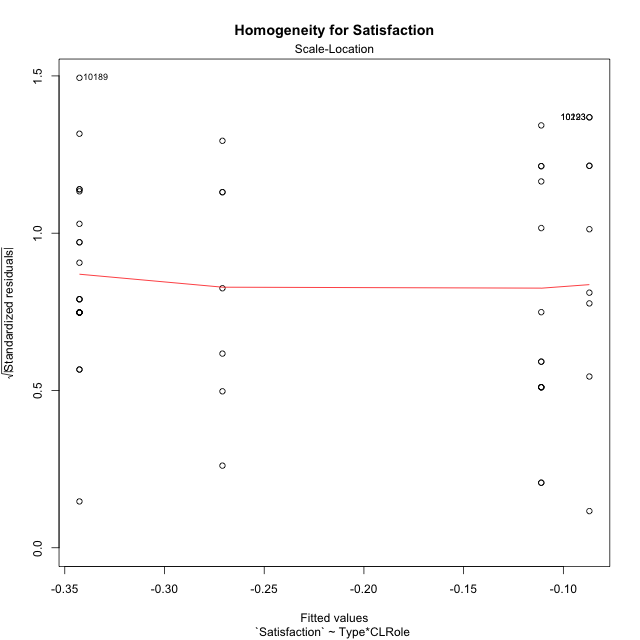 Homogeneity for Satisfaction
Scale-Location
√|Standardized residuals|
1.5
1.0
0.5
0.0
10189
-0.35
-0.30
-0.25
-0.20
-0.15
-0.10
Fitted values
`Satisfaction` ~ Type*CLRole